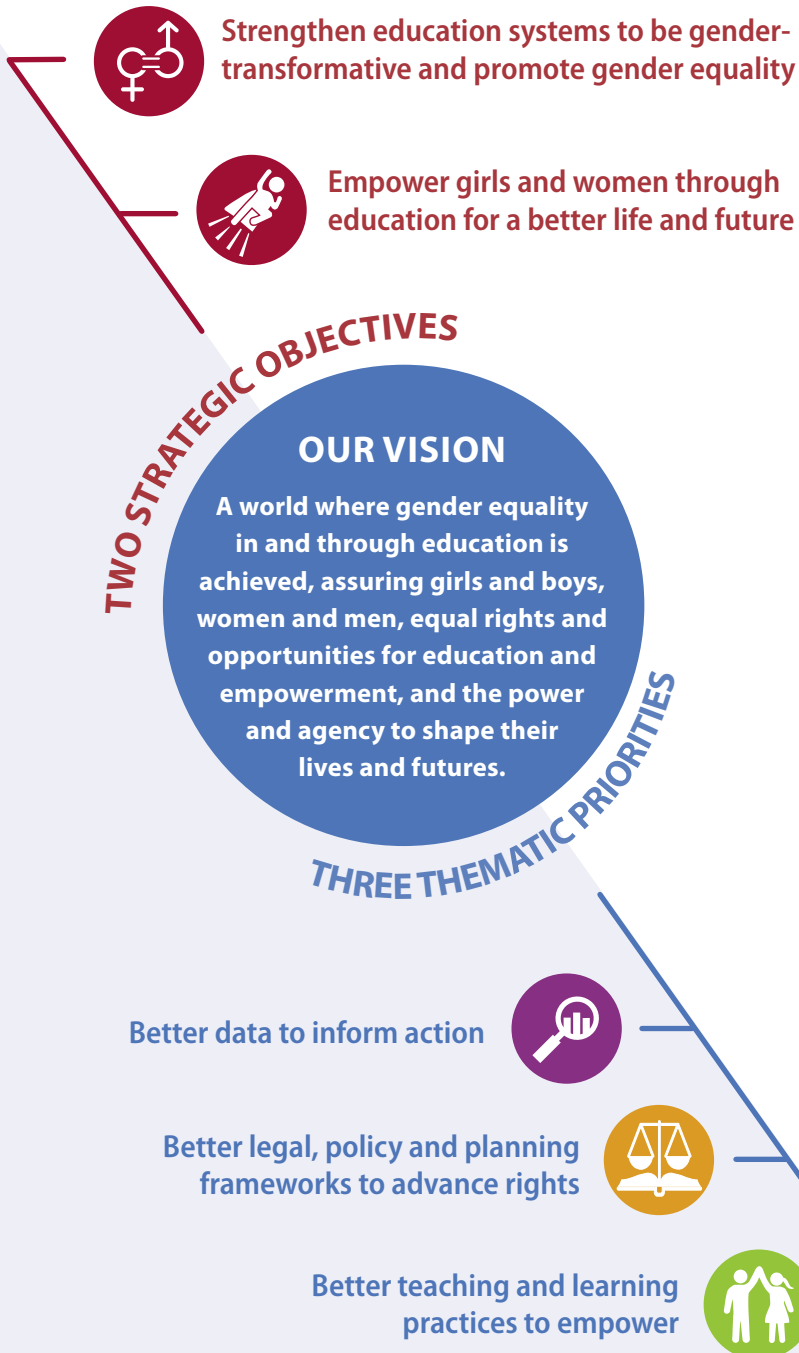 Strengthen education systems to be gender-
transformative and promote gender equality
Empower girls and women through
education for a better life and future
TWO STRATEGIC OBJECTIVES
OUR VISION
A world where gender equality
in and through education is
achieved, assuring girls and boys,
women and men, equal rights and
opportunities for education and
empowerment, and the power
and agency to shape their
lives and futures.
THREE THEMATIC PRIORITIES
Better data to inform action
Better legal, policy and planning
frameworks to advance rights
Better teaching and learning
practices to empower